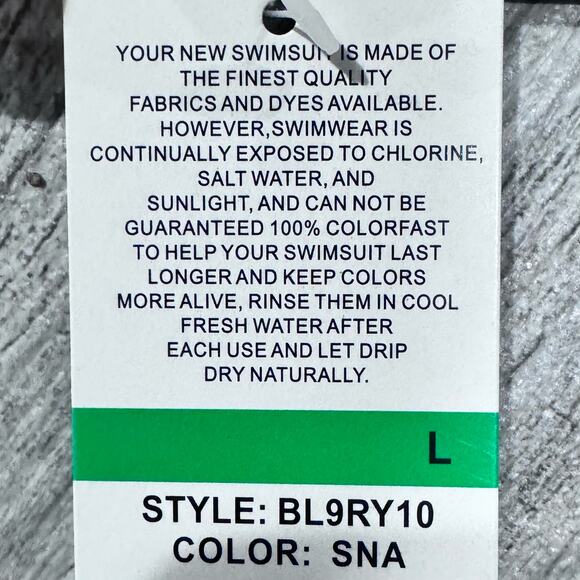 YOUR NEW SWIMSUIT IS MADE OF
THE FINEST QUALITY
FABRICS AND DYES AVAILABLE.
HOWEVER,SWIMWEAR IS
CONTINUALLY EXPOSED TO CHLORINE,
SALT WATER, AND
SUNLIGHT, AND CAN NOT BE
GUARANTEED 100% COLORFAST
TO HELP YOUR SWIMSUIT LAST
LONGER AND KEEP COLORS
MORE ALIVE, RINSE THEM IN COOL
FRESH WATER AFTER
EACH USE AND LET DRIP
DRY NATURALLY.
L
STYLE: BL9RY10
COLOR: SNA